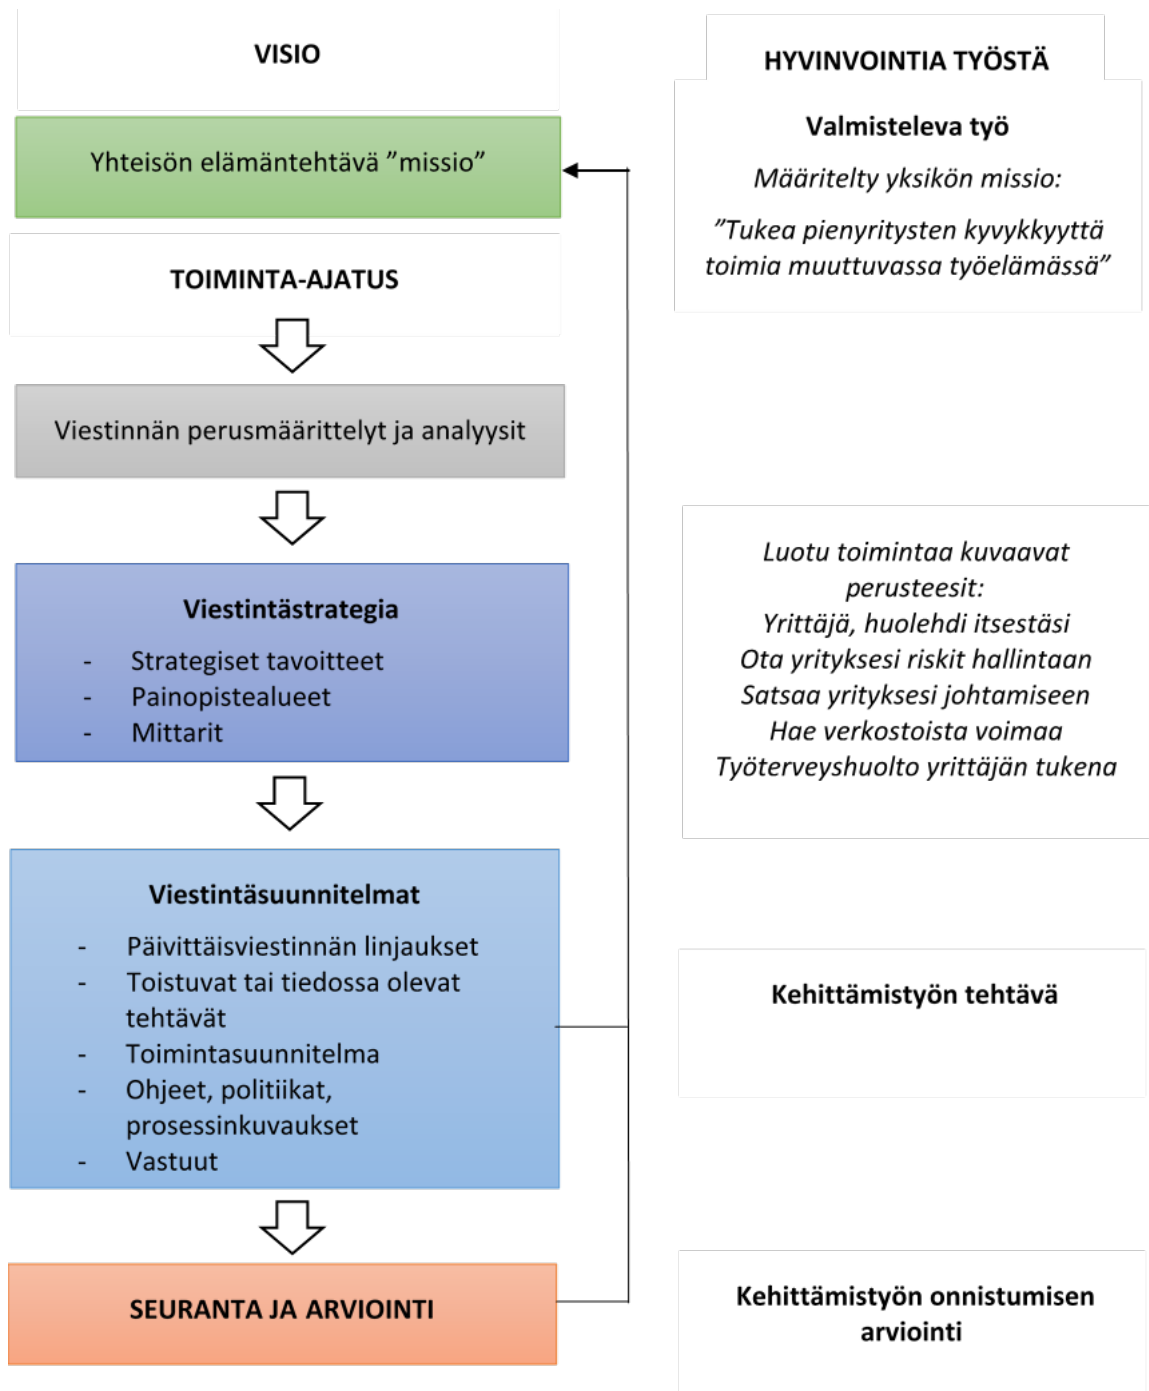 VISIO
Yhteisön elämäntehtävä ”missio”
TOIMINTA-AJATUS
Viestinnän perusmäärittelyt ja analyysit
Viestintästrategia
- Strategiset tavoitteet
- Painopistealueet
- Mittarit
Viestintäsuunnitelmat
- Päivittäisviestinnän linjaukset
- Toistuvat tai tiedossa olevat
tehtävät
- Toimintasuunnitelma
- Ohjeet, politiikat,
prosessinkuvaukset
- Vastuut
SEURANTA JA ARVIOINTI
HYVINVOINTIA TYÖSTÄ
Valmisteleva työ
Määritelty yksikön missio:
”Tukea pienyritysten kyvykkyyttä
toimia muuttuvassa työelämässä”
Luotu toimintaa kuvaavat
perusteesit:
Yrittäjä, huolehdi itsestäsi
Ota yrityksesi riskit hallintaan
Satsaa yrityksesi johtamiseen
Hae verkostoista voimaa
Työterveyshuolto yrittäjän tukena
Kehittämistyön tehtävä
Kehittämistyön onnistumisen
arviointi